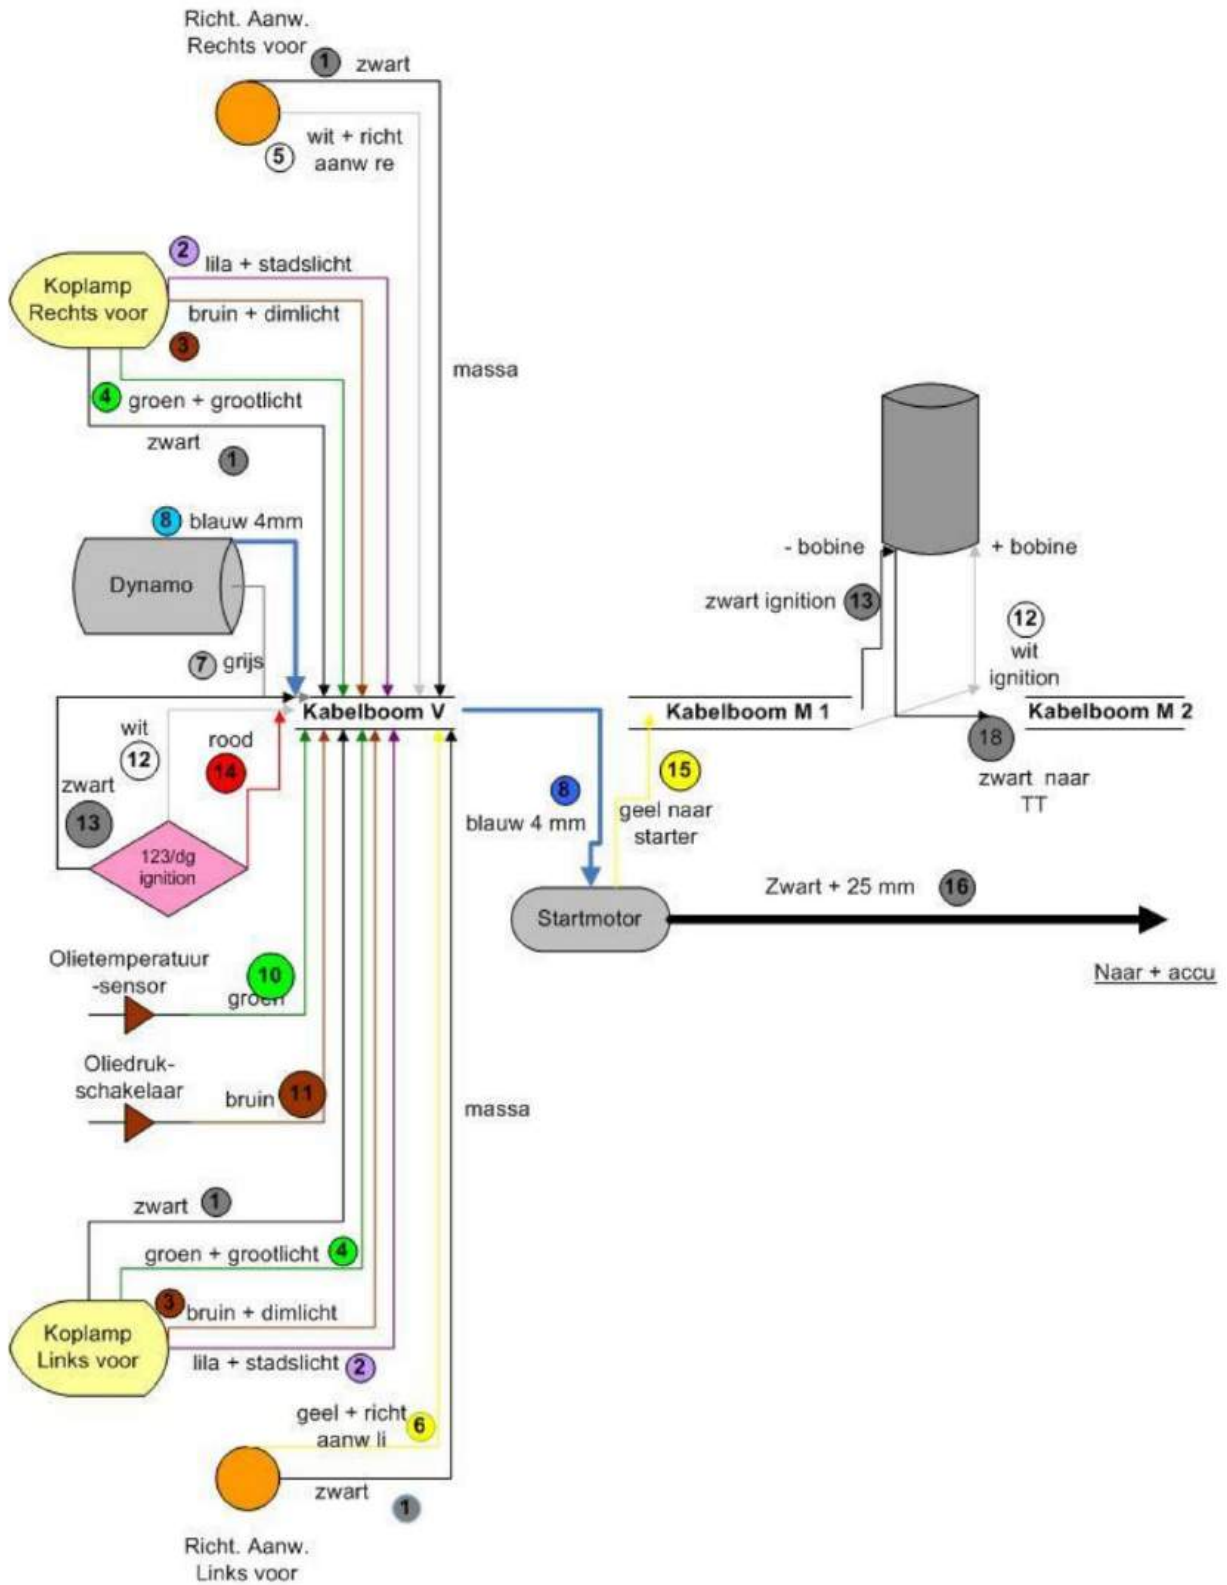 Richt. Aanw.
Rechts voor
1
zwart
wit + richt
aanw re
5
2
lila + stadslicht
Koplamp
Rechts voor
bruin + dimlicht
3
massa
4
groen + grootlicht
zwart
1
8
blauw 4mm
Dynamo
7
grijs
- bobine
+ bobine
zwart ignition
13
12
wit
ignition
Kabelboom V
Kabelboom M 1
Kabelboom M 2
wit
12
rood
14
zwart
13
123/dg
ignition
18
zwart naar
TT
15
geel naar
starter
8
blauw 4 mm
Startmotor
Zwart + 25 mm
16
Naar + accu
Olietemperatuur
-sensor
10
groen
Oliedruk-
schakelaar
bruin
11
massa
zwart
1
groen + grootlicht
4
3
bruin + dimlicht
Koplamp
Links voor
lila + stadslicht
2
geel + richt
aanw li
6
zwart
1
Richt. Aanw.
Links voor